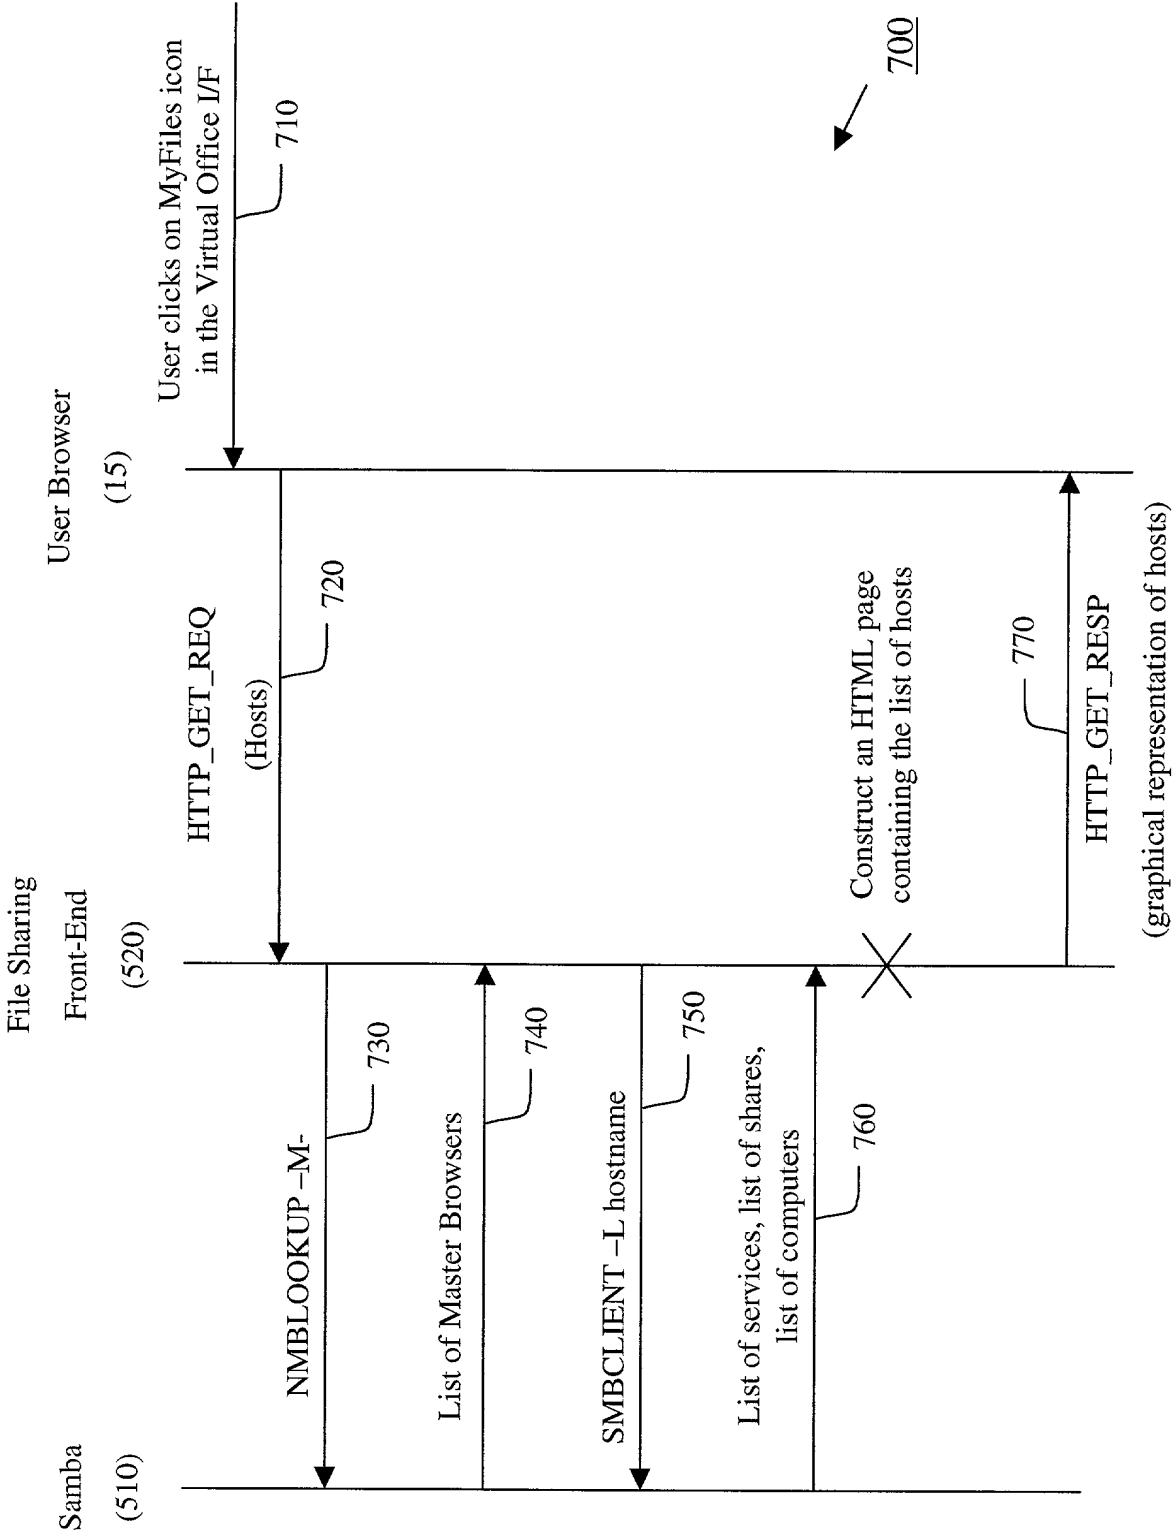 Samba
(510)
File Sharing
Front-End
(520)
User Browser
(15)
User clicks on MyFiles icon
in the Virtual Office I/F
710
HTTP_GET_REQ
(Hosts)
720
NMBLOOKUP –M-
730
List of Master Browsers
740
SMBCLIENT –L hostname
750
List of services, list of shares,
list of computers
760
Construct an HTML page
containing the list of hosts
770
HTTP_GET_RESP
(graphical representation of hosts)
700